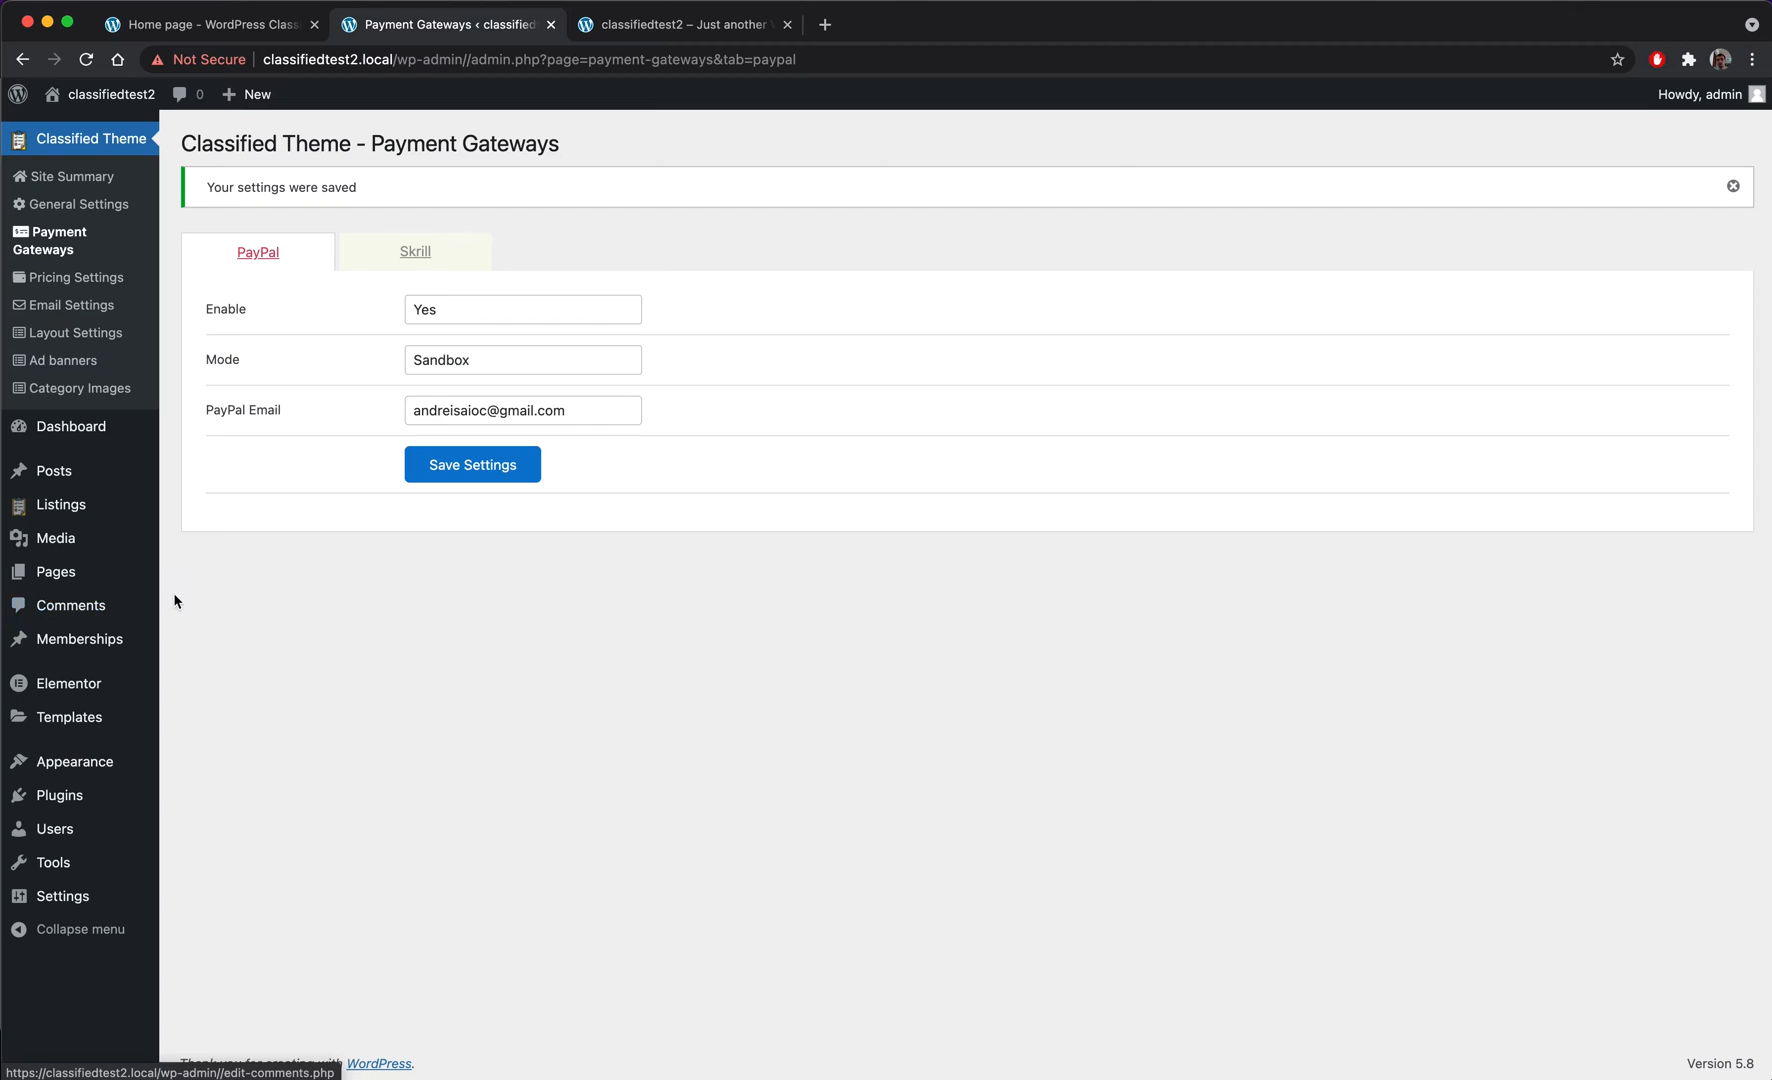 Home page - WordPress Class
Payment Gateways ‹ classified
classifiedtest2 – Just another
Not Secure
classifiedtest2.local/wp-admin//admin.php?page=payment-gateways&tab=paypal
classifiedtest2
0
New
Howdy, admin
Classified Theme
Site Summary
General Settings
Payment
Gateways
Pricing Settings
Email Settings
Layout Settings
Ad banners
Category Images
Dashboard
Posts
Listings
Media
Pages
Comments
Memberships
Elementor
Templates
Appearance
Plugins
Users
Tools
Settings
Collapse menu
Classified Theme - Payment Gateways
Your settings were saved
PayPal
Skrill
Enable
Yes
Mode
Sandbox
PayPal Email
andreisaioc@gmail.com
Save Settings
Thank you for creating with WordPress.
Version 5.8
https://classifiedtest2.local/wp-admin//edit-comments.php